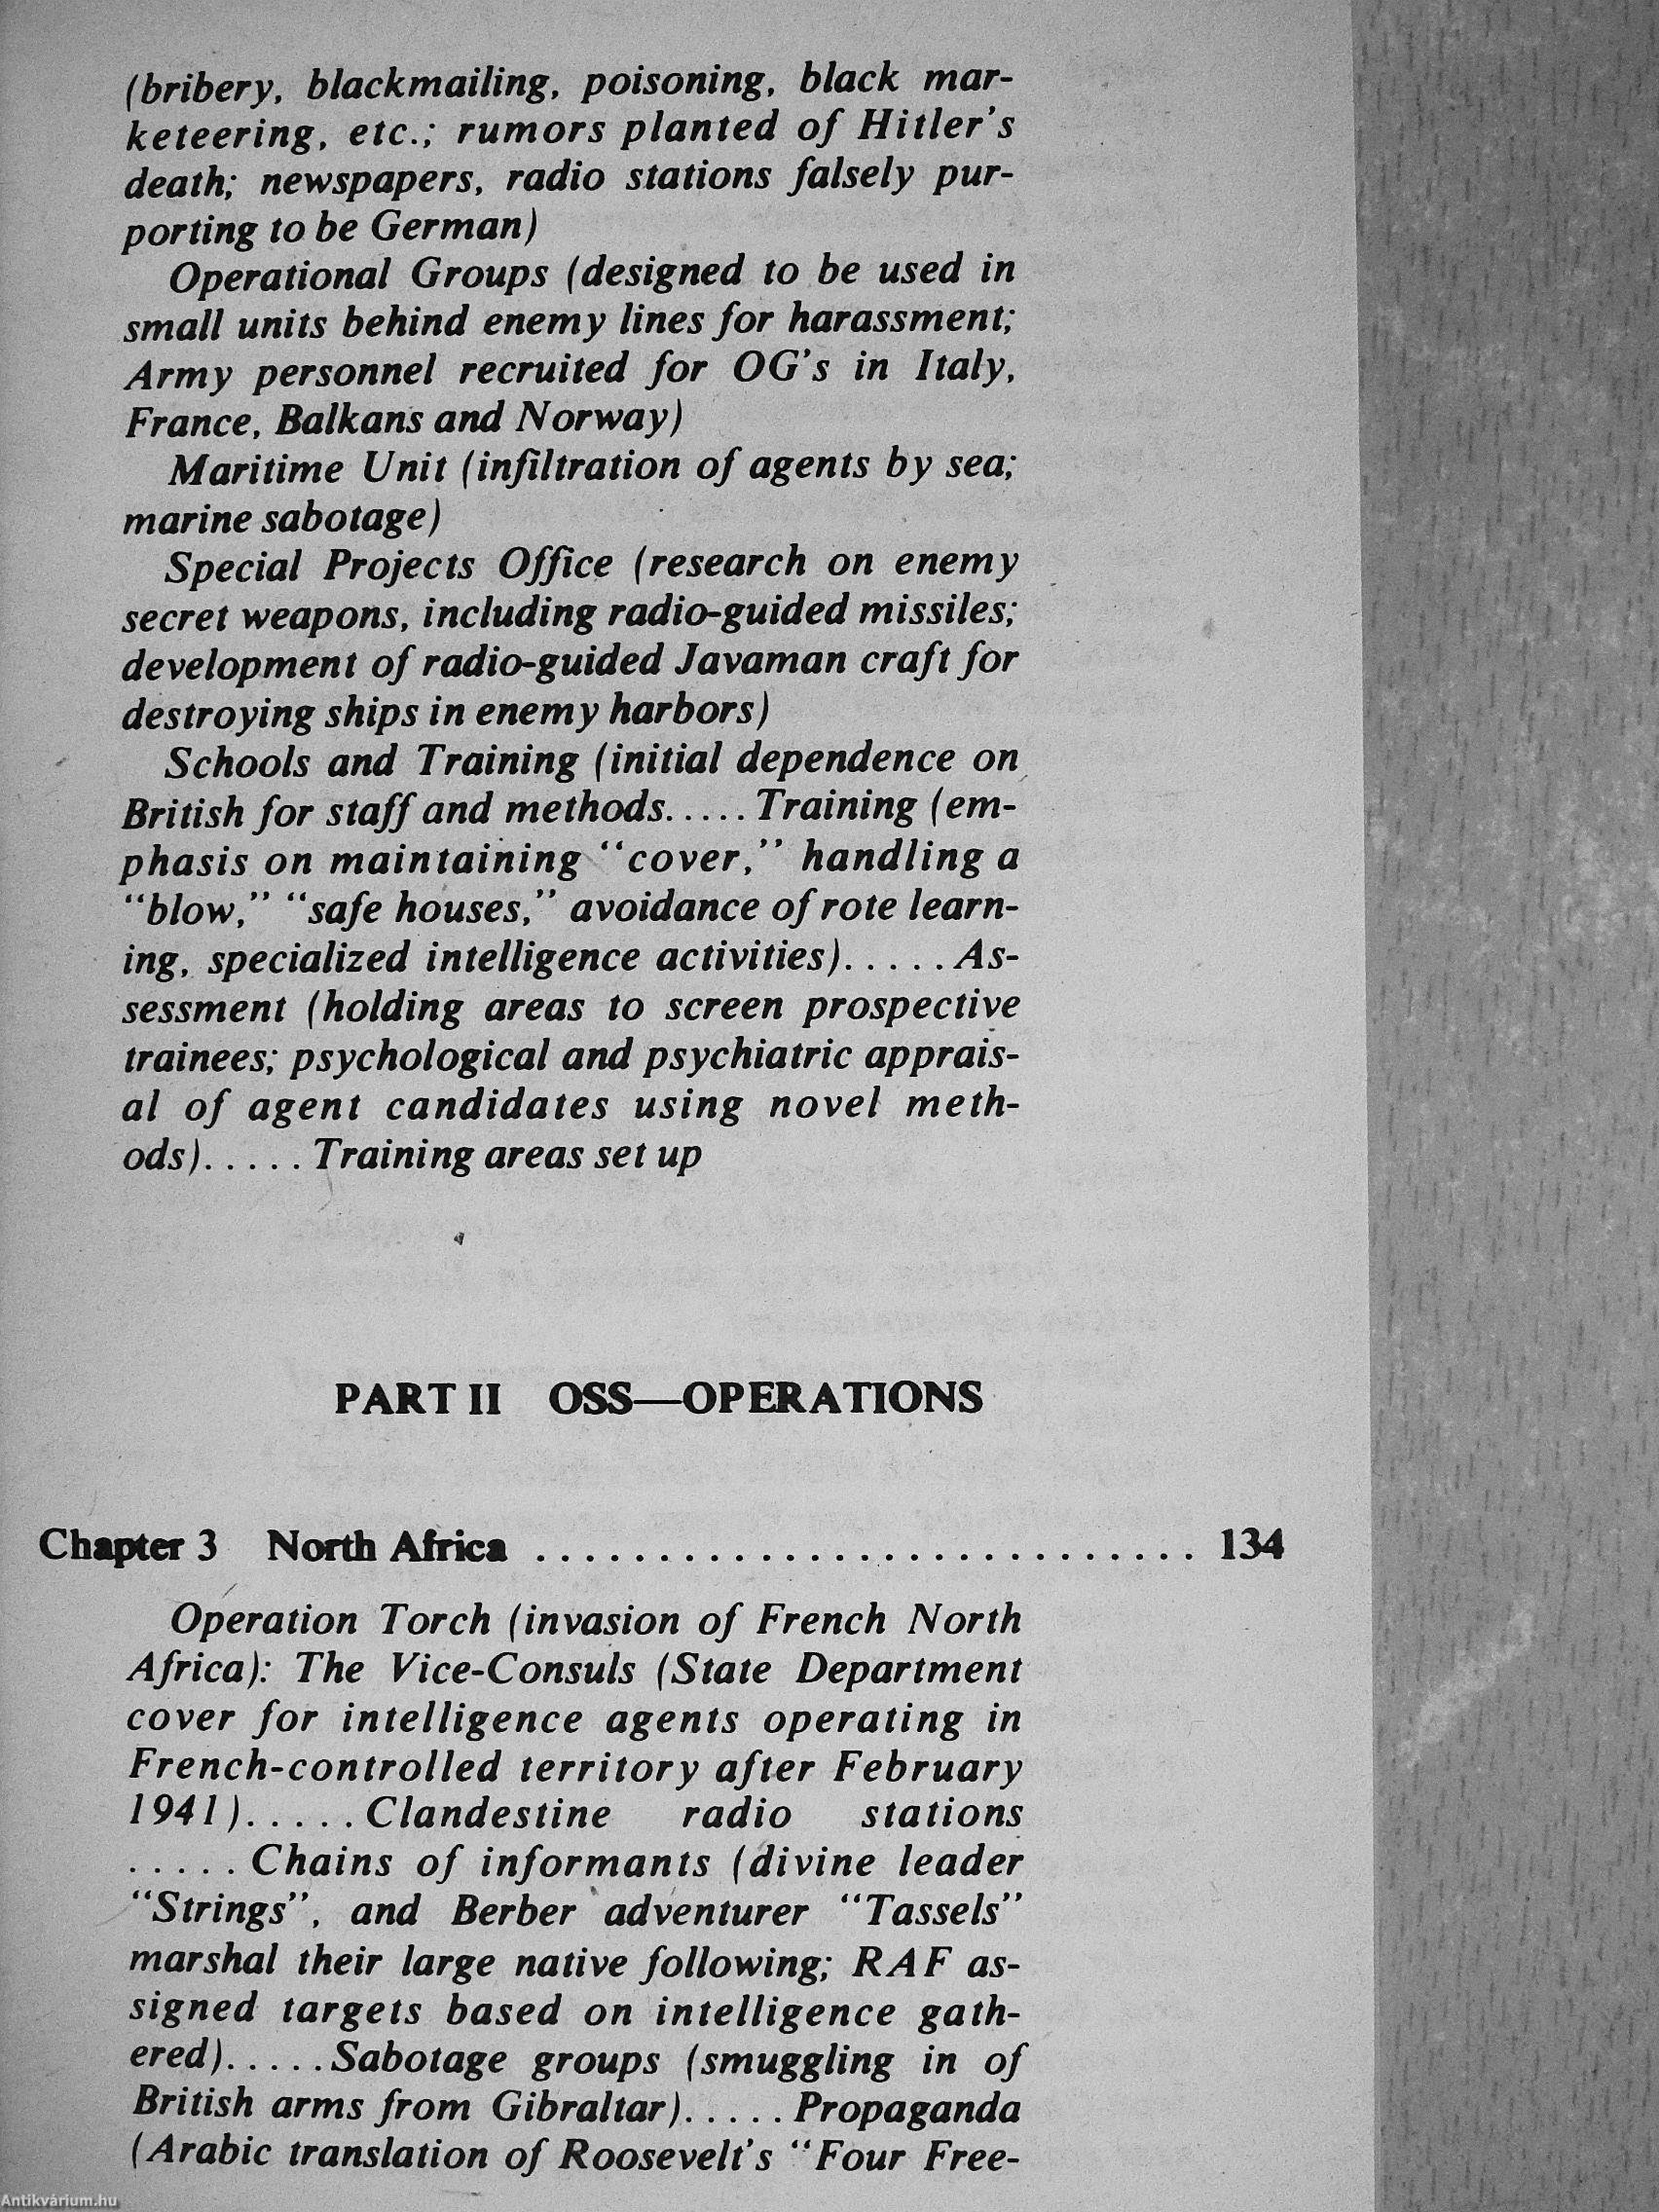 (bribery, blackmailing, poisoning, black mar-
keteering, etc.; rumors planted of Hitler's
death; newspapers, radio stations falsely pur-
porting to be German)
Operational Groups (designed to be used in
small units behind enemy lines for harassment;
Army personnel recruited for OG's in Italy,
France, Balkans and Norway)
Maritime Unit (infiltration of agents by sea;
marine sabotage)
Special Projects Office (research on enemy
secret weapons, including radio-guided missiles;
development of radio-guided Javaman craft for
destroying ships in enemy harbors)
Schools and Training (initial dependence on
British for staff and methods. . . . . Training (em-
phasis on maintaining “cover,” handling a
“blow,” “safe houses,” avoidance of rote learn-
ing, specialized intelligence activities). . . . . As-
sessment (holding areas to screen prospective
trainees; psychological and psychiatric apprais-
al of agent candidates using novel meth-
ods). . . . . Training areas set up
PART II OSS—OPERATIONS
Chapter 3 North Africa . . . . . . . . . . . . . . . . . . . . . . . . . . . 134
Operation Torch (invasion of French North
Africa): The Vice-Consuls (State Department
cover for intelligence agents operating in
French-controlled territory after February
1941). . . . . Clandestine radio stations
. . . . . Chains of informants (divine leader
“Strings”, and Berber adventurer “Tassels”
marshal their large native following; RAF as-
signed targets based on intelligence gath-
ered). . . . . Sabotage groups (smuggling in of
British arms from Gibraltar). . . . . Propaganda
(Arabic translation of Roosevelt's “Four Free-
Antikvárium.hu